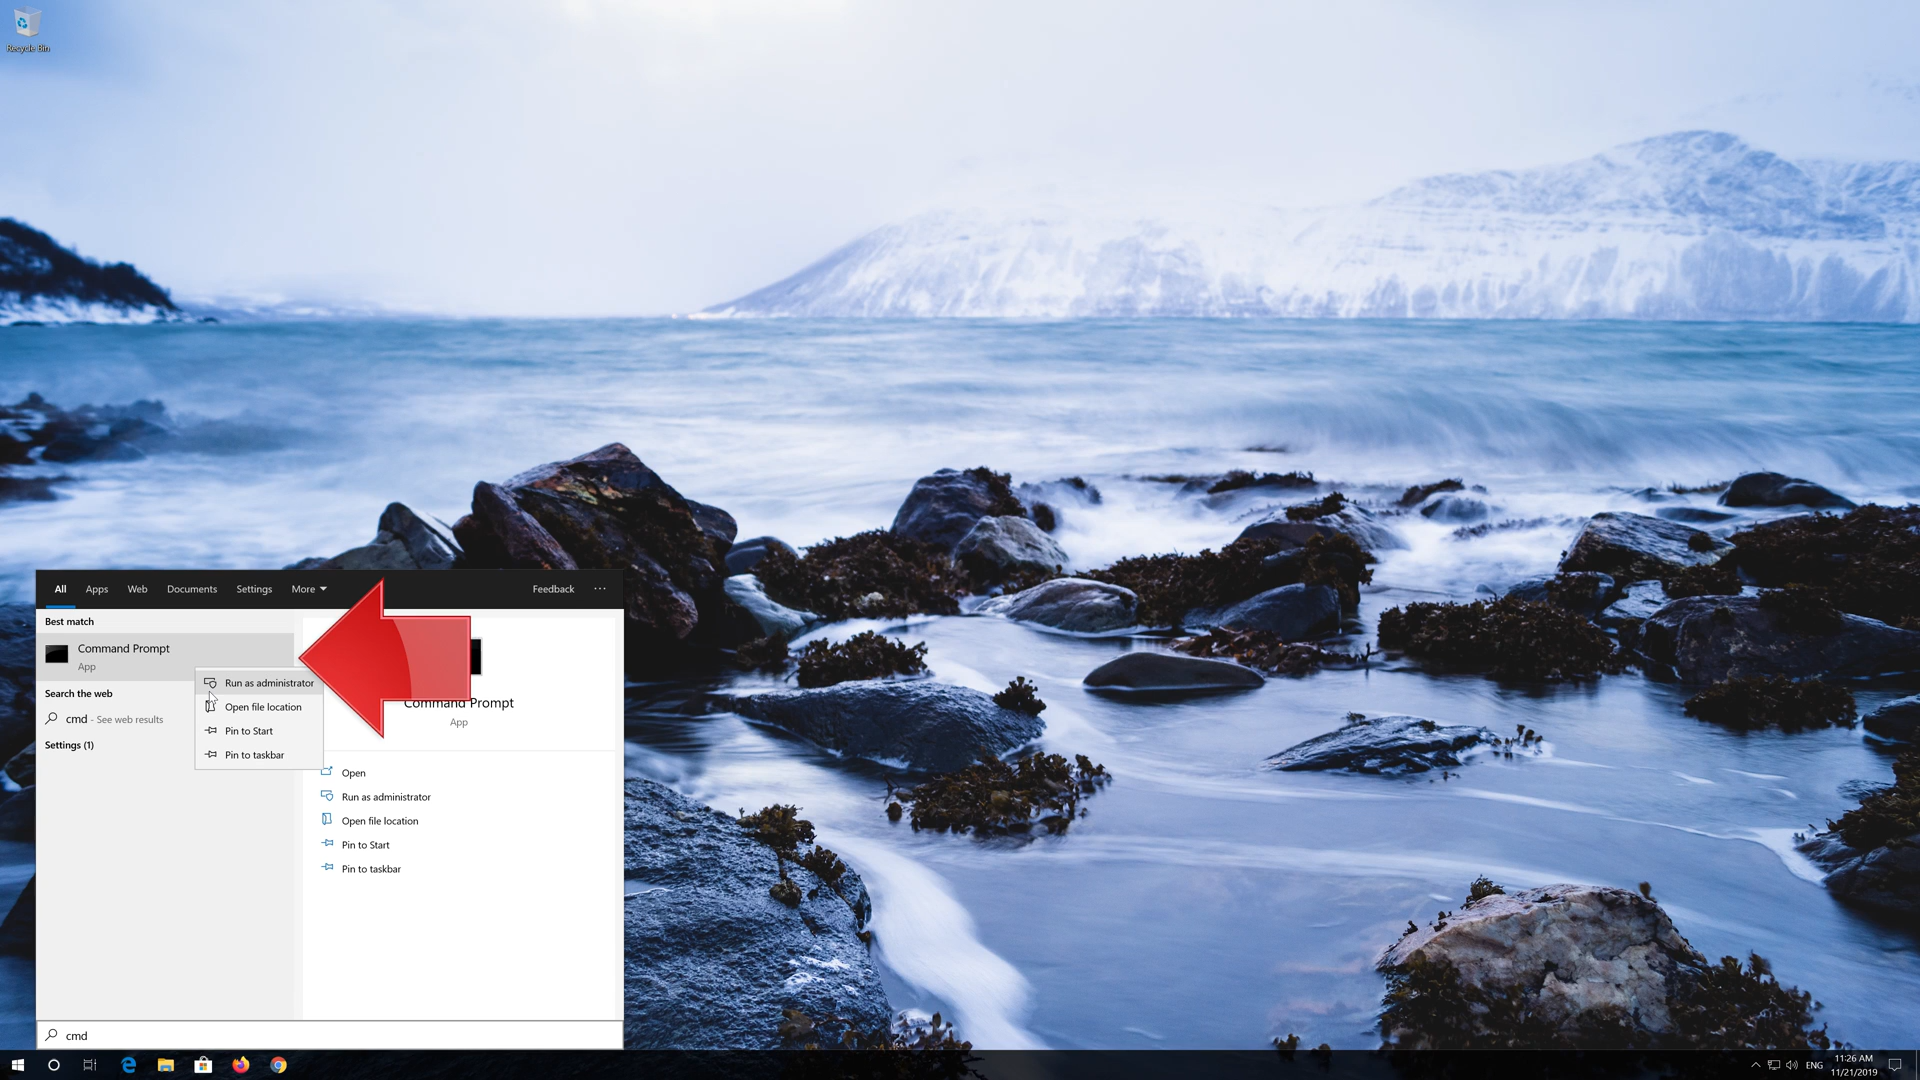 Recycle Bin
All Apps Web Documents Settings More Feedback ...
Best match
Command Prompt
App
Search the web
cmd - See web results
Settings (1)
Run as administrator
Open file location
Pin to Start
Pin to taskbar
Command Prompt
App
Open
Run as administrator
Open file location
Pin to Start
Pin to taskbar
cmd
ENG
11:26 AM
11/21/2019